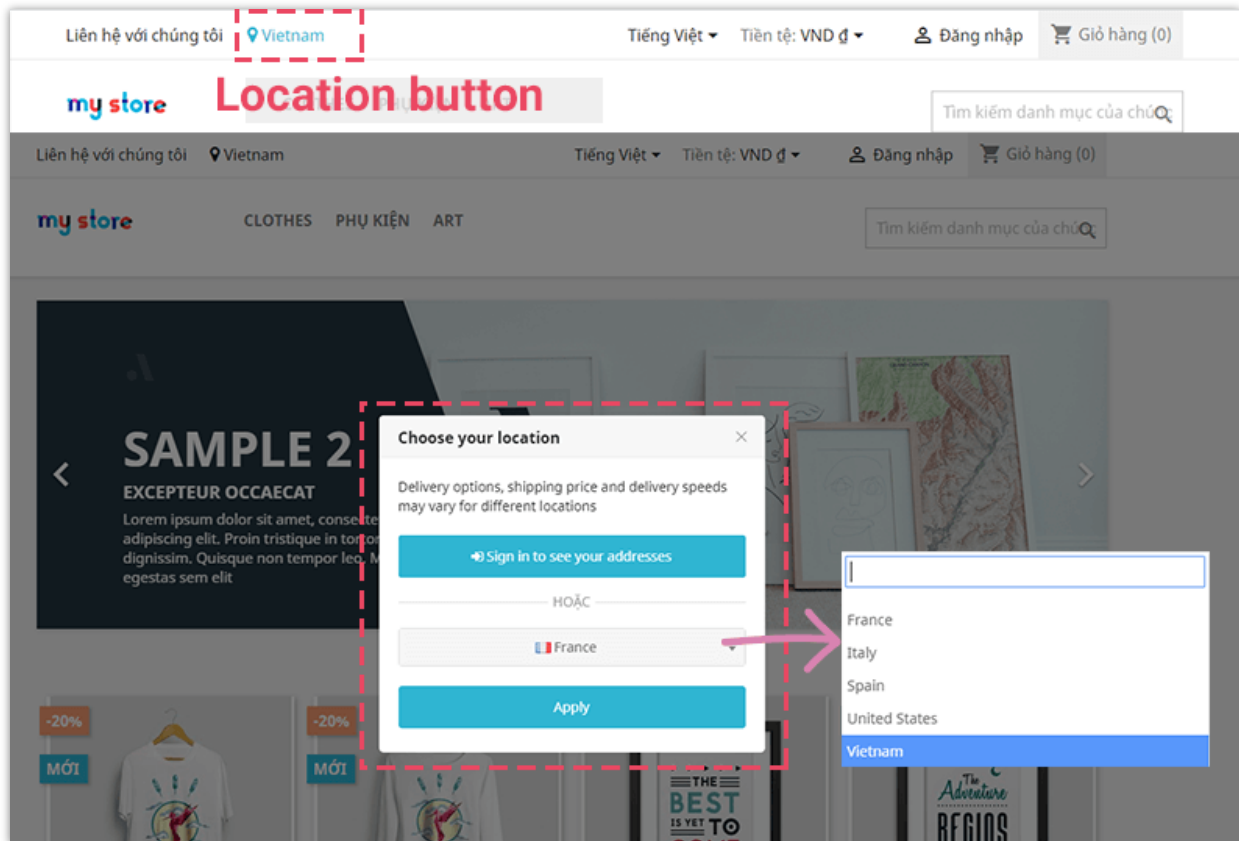 Liên hệ với chúng tôi Vietnam Tiếng Việt Tiền tệ: VND ₫ Đăng nhập Giỏ hàng (0)
my store
Location button
Tìm kiếm danh mục của chúng
Liên hệ với chúng tôi Vietnam Tiếng Việt Tiền tệ: VND ₫ Đăng nhập Giỏ hàng (0)
my store CLOTHES PHỤ KIỆN ART Tìm kiếm danh mục của chúng
SAMPLE 2
EXCEPTEUR OCCAECAT
Lorem ipsum dolor sit amet, consecte
adipiscing elit. Proin tristique in tortor
dignissim. Quisque non tempor leo. M
egestas sem elit
Choose your location
Delivery options, shipping price and delivery speeds
may vary for different locations
Sign in to see your addresses
HOẶC
France
Apply
France
Italy
Spain
United States
Vietnam
-20%
MỚI
-20%
MỚI
THE
BEST
IS YET TO
The
Adventure
BEGINS